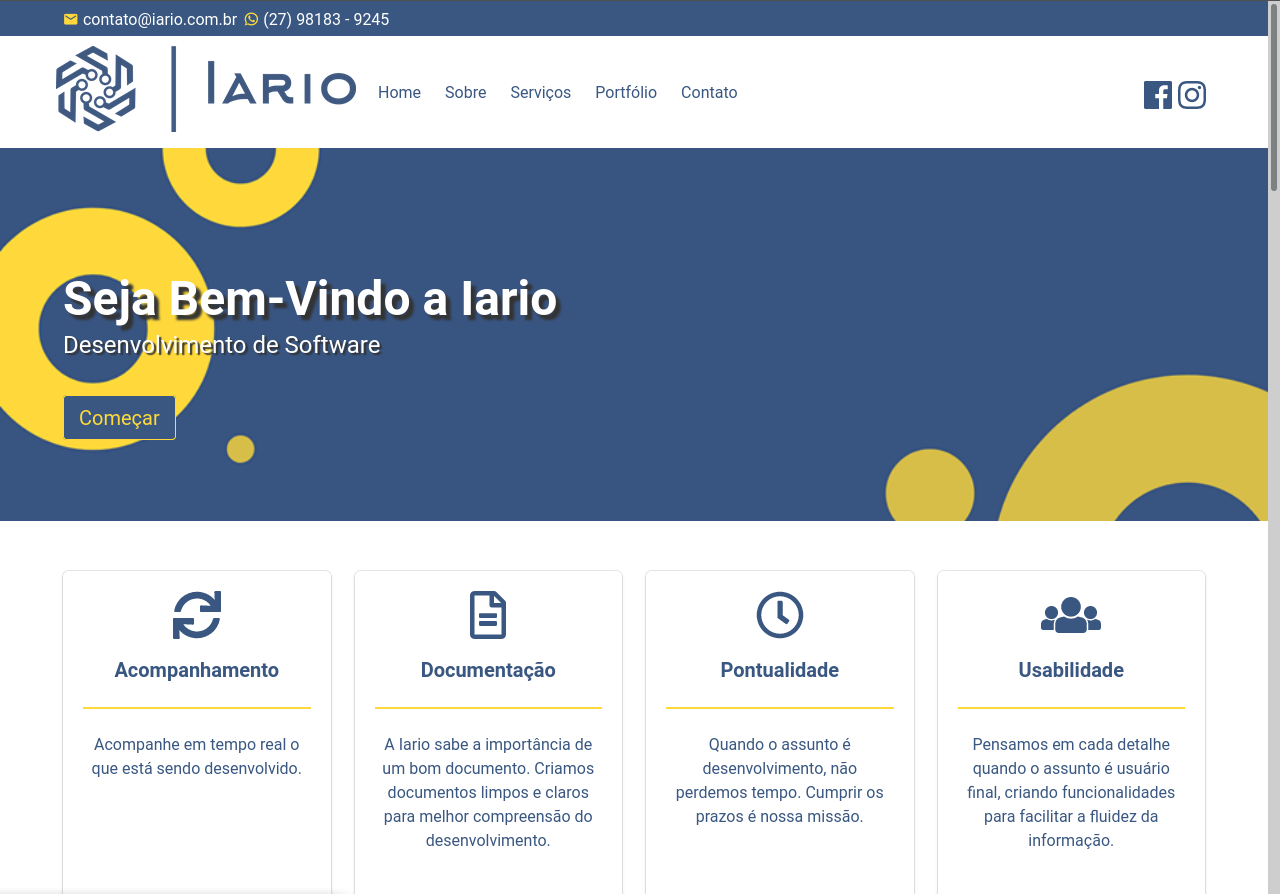 contato@iario.com.br (27) 98183 - 9245
Iario
Home Sobre Serviços Portfólio Contato
Seja Bem-Vindo a Iario
Desenvolvimento de Software
Começar
Acompanhamento
Acompanhe em tempo real o
que está sendo desenvolvido.
Documentação
A Iario sabe a importância de
um bom documento. Criamos
documentos limpos e claros
para melhor compreensão do
desenvolvimento.
Pontualidade
Quando o assunto é
desenvolvimento, não
perdemos tempo. Cumprir os
prazos é nossa missão.
Usabilidade
Pensamos em cada detalhe
quando o assunto é usuário
final, criando funcionalidades
para facilitar a fluidez da
informação.